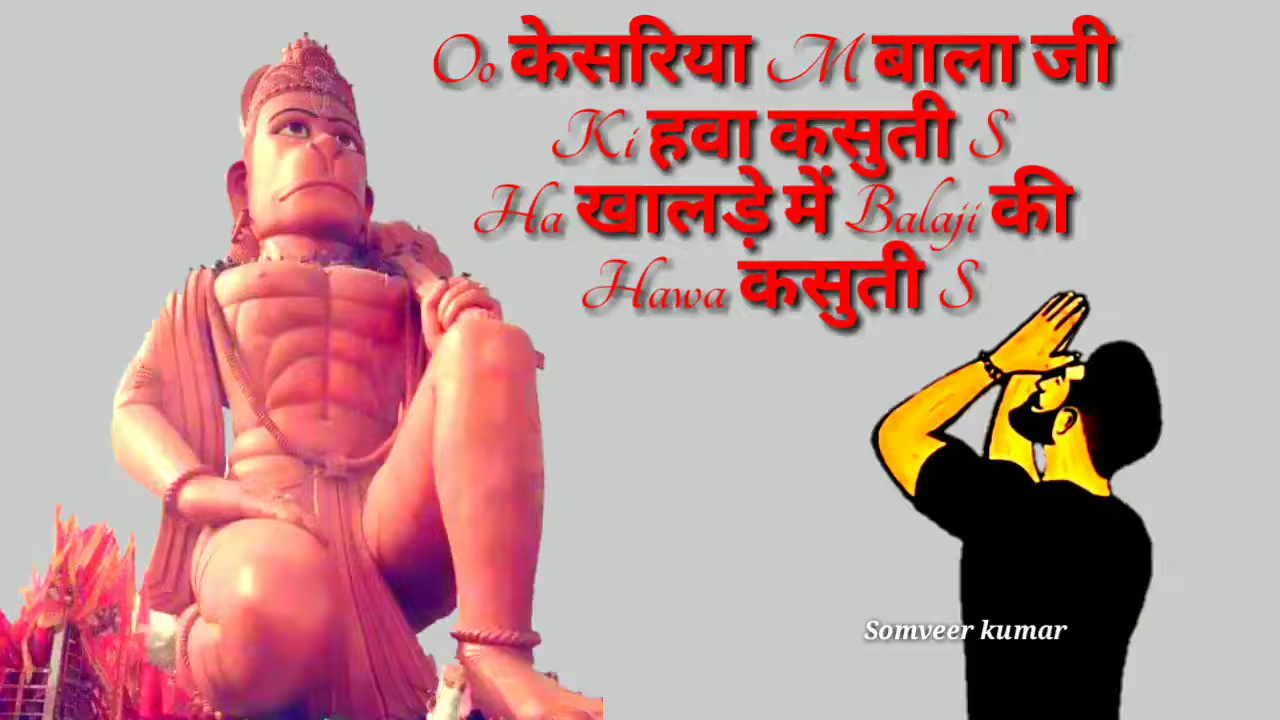 Oo केसरिया M बाला जी
Ki हवा कसुती S
Ha खालड़े में Balaji की
Hawa कसुती S
Somveer kumar